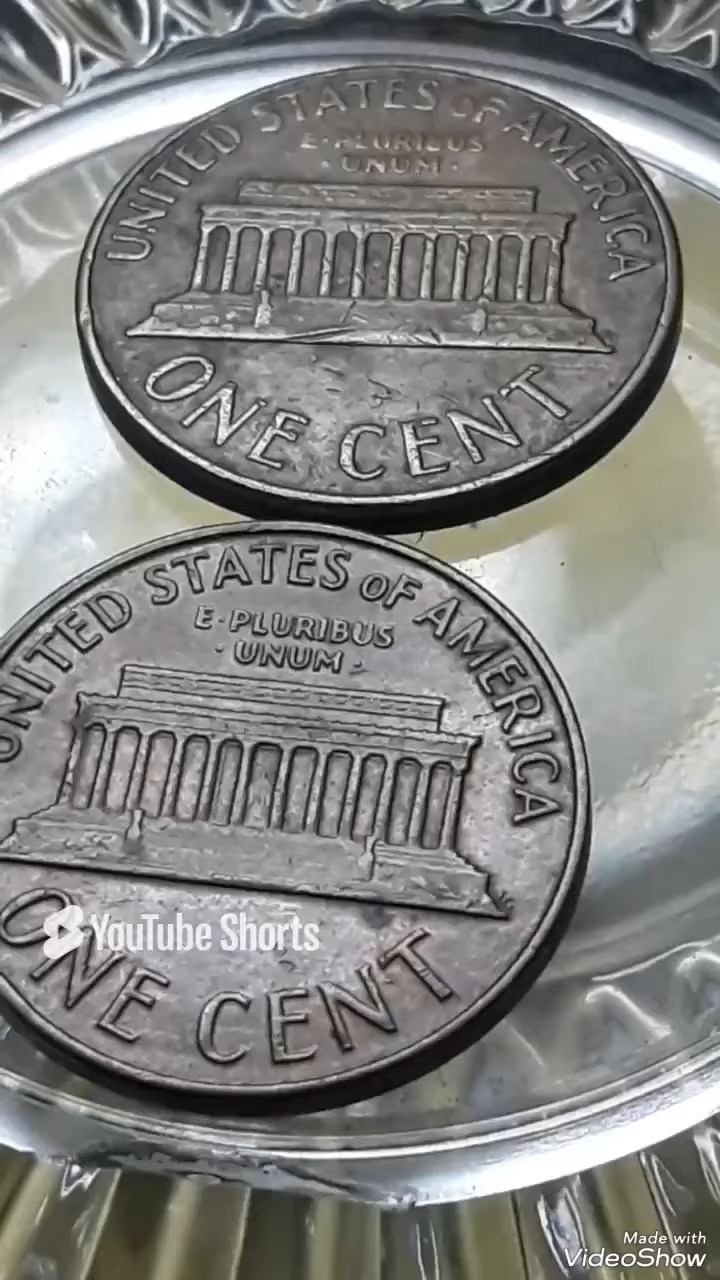 UNITED STATES OF AMERICA
E·PLURIBUS
·UNUM·
ONE CENT
UNITED STATES OF AMERICA
E·PLURIBUS
·UNUM·
YouTube Shorts
ONE CENT
Made with
VideoShow